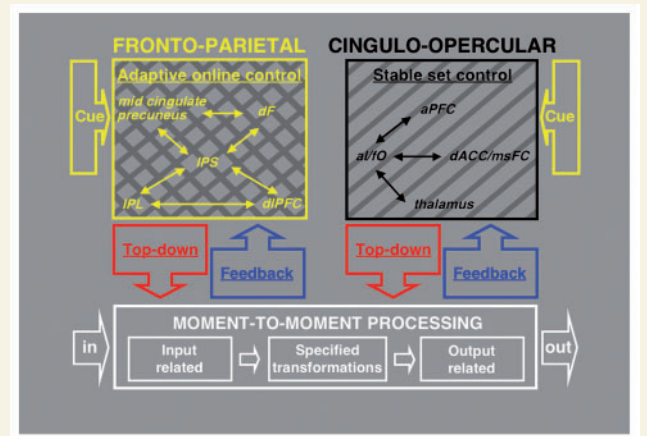 FRONTO-PARIETAL
Adaptive online control
mid cingulate
precuneus
dF
IPS
IPL
dlPFC
Cue
CINGULO-OPERCULAR
Stable set control
aPFC
aI/fO
dACC/msFC
thalamus
Cue
Top-down
Feedback
Top-down
Feedback
in
MOMENT-TO-MOMENT PROCESSING
Input
related
Specified
transformations
Output
related
out